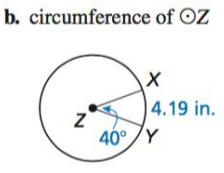 b. circumference of ⊙Z
X
4.19 in.
Z
40°
Y